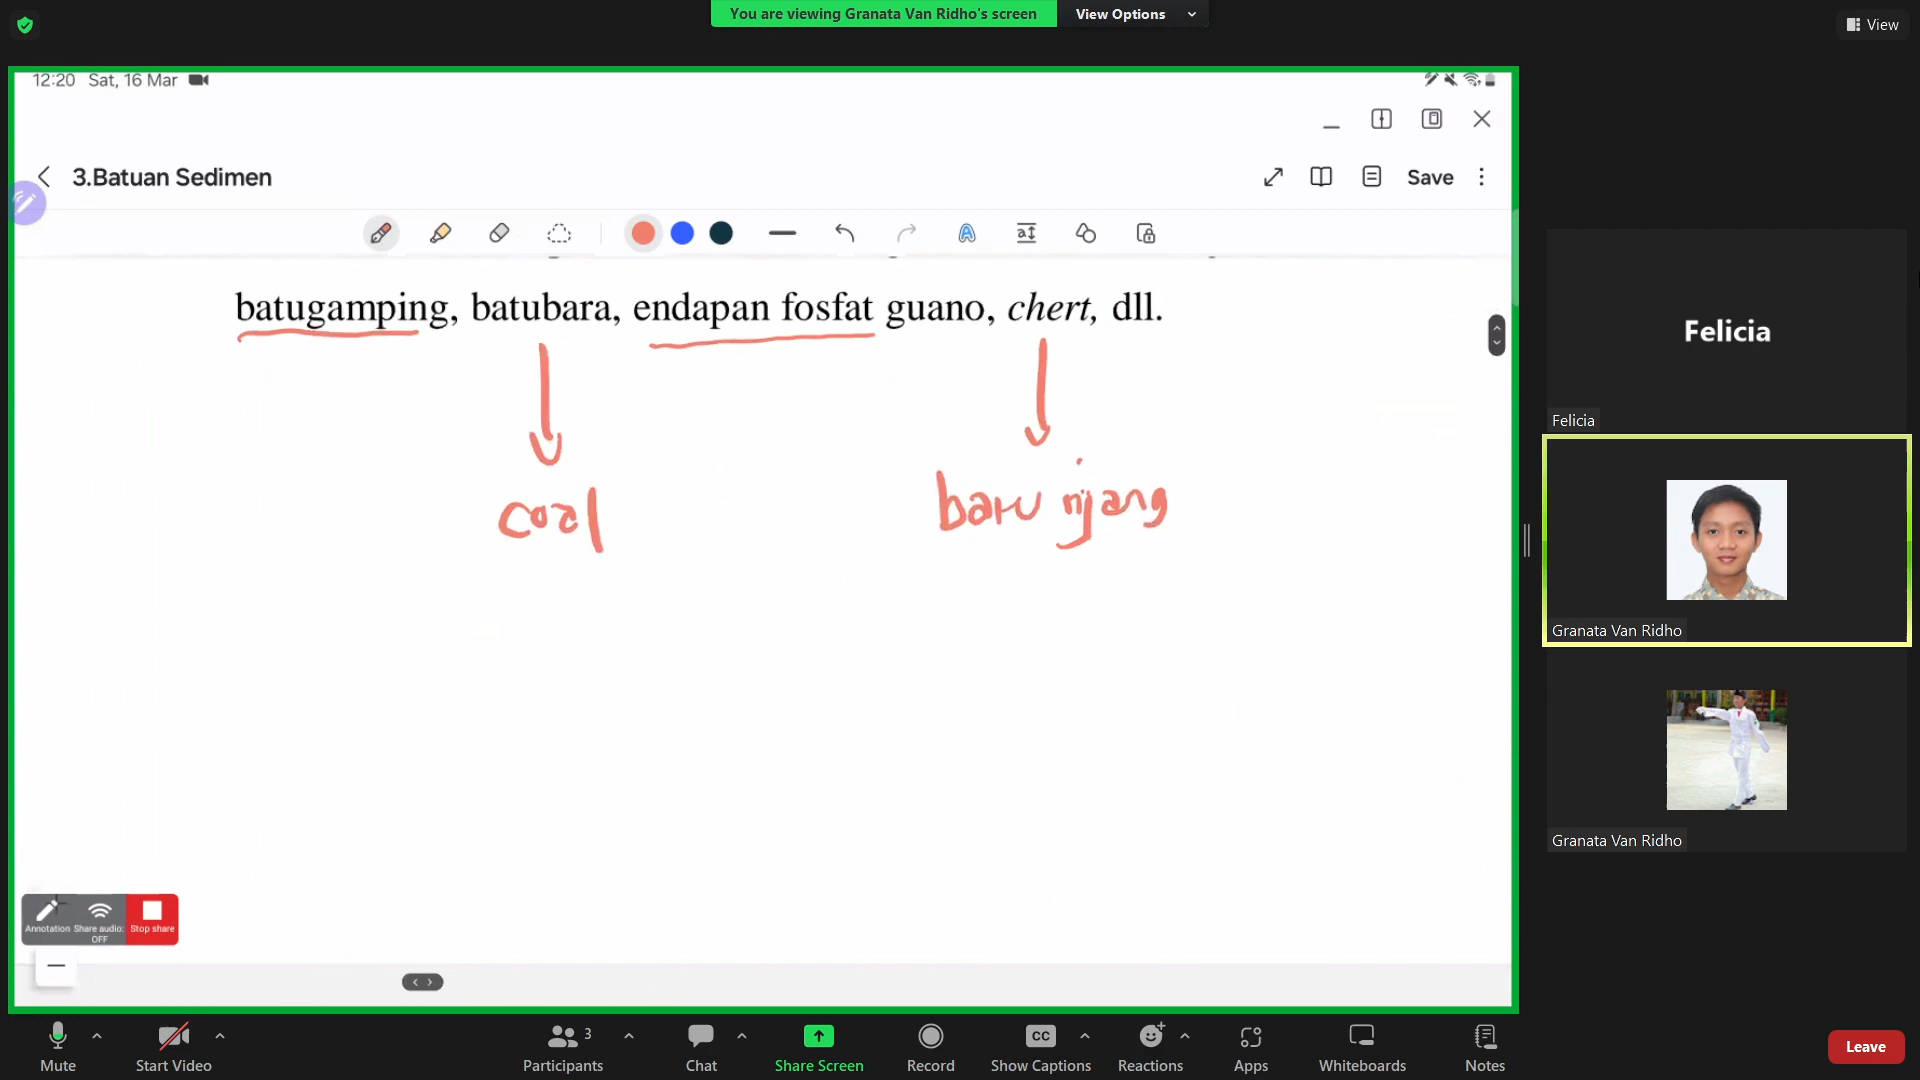 You are viewing Granata Van Ridho's screen
View Options
View
12:20 Sat, 16 Mar
3.Batuan Sedimen
Save
batugamping, batubara, endapan fosfat guano, chert, dll.
coal
batu rijang
Felicia
Felicia
Granata Van Ridho
Granata Van Ridho
Annotation
Share audio: OFF
Stop share
Mute
Start Video
Participants
3
Chat
Share Screen
Record
CC
Show Captions
Reactions
Apps
Whiteboards
Notes
Leave